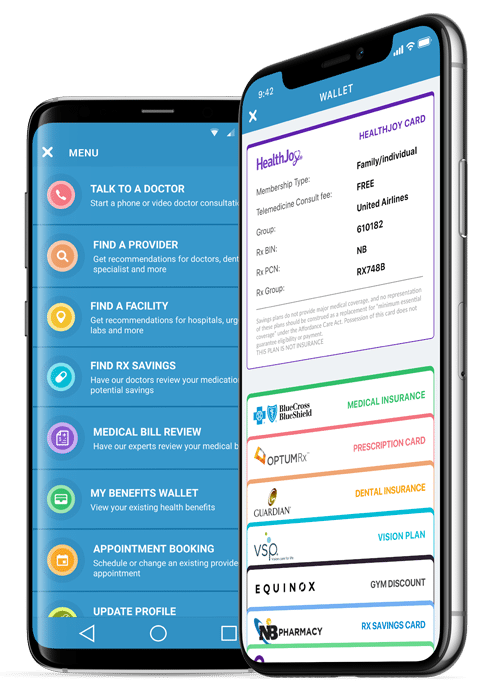 MENU
TALK TO A DOCTOR
Start a phone or video doctor consultatio
FIND A PROVIDER
Get recommendations for doctors, dent
specialist and more
FIND A FACILITY
Get recommendations for hospitals, urg
labs and more
FIND RX SAVINGS
Have our doctors review your medication
potential savings
MEDICAL BILL REVIEW
Have our experts review your medical b
MY BENEFITS WALLET
View your existing health benefits
APPOINTMENT BOOKING
Schedule or change an existing provide
appointment
UPDATE PROFILE
9:42
WALLET
HealthJoy
HEALTHJOY CARD
Membership Type: Family/individual
Telemedicine Consult fee: FREE
Group: United Airlines
Rx BIN: 610182
Rx PCN: NB
Rx Group: RX748B
Savings plans do not provide major medical coverage, and no representation
of these plans should be construed as a replacement for "minimum essential
coverage" under the Affordable Care Act. Possession of this card does not
guarantee eligibility or payment.
THIS PLAN IS NOT INSURANCE
BlueCross
BlueShield
MEDICAL INSURANCE
OPTUMRx™
PRESCRIPTION CARD
GUARDIAN
DENTAL INSURANCE
vsp
VISION PLAN
EQUINOX
GYM DISCOUNT
NB PHARMACY
RX SAVINGS CARD